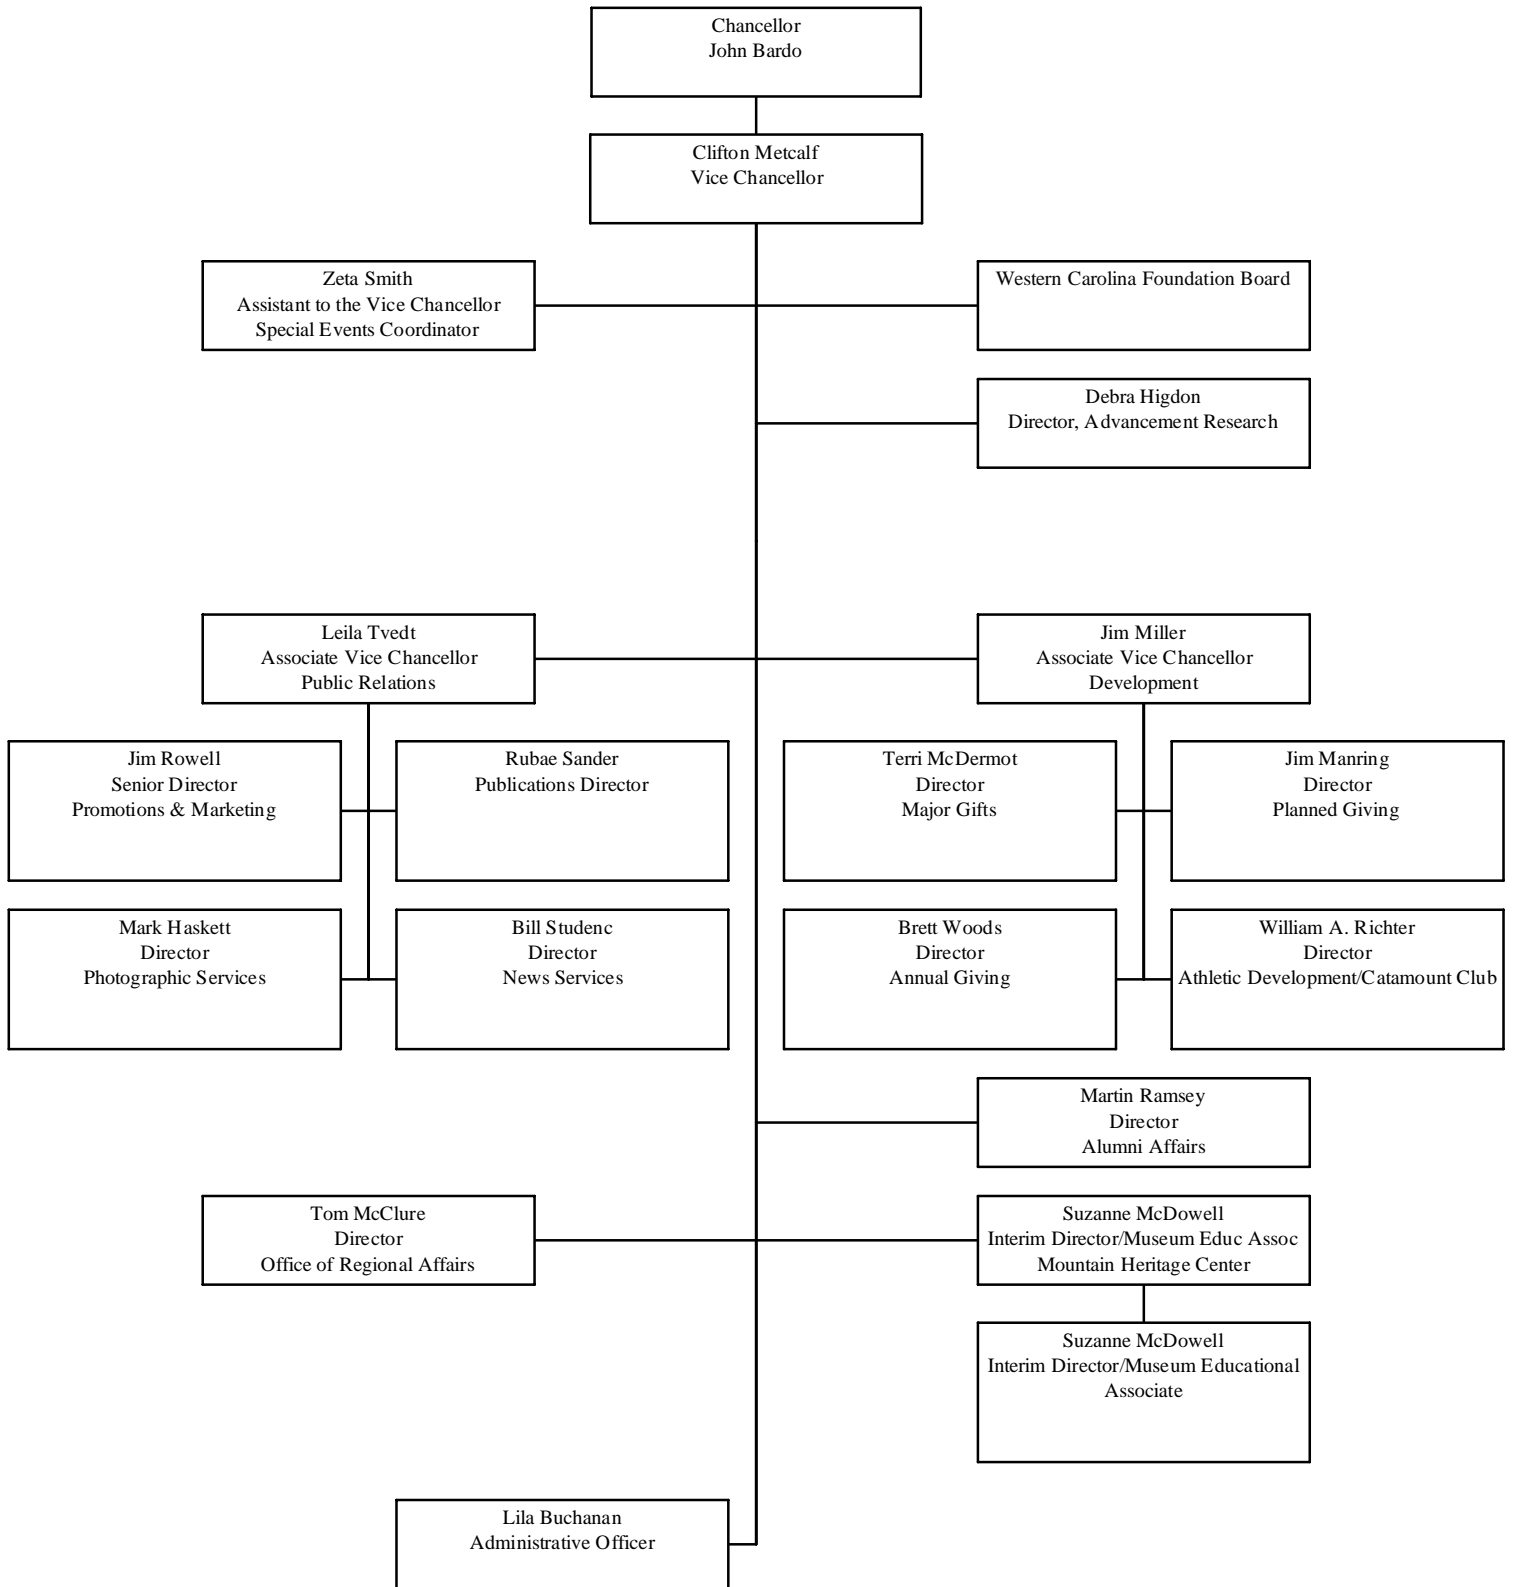 Chancellor
John Bardo
Clifton Metcalf
Vice Chancellor
Zeta Smith
Assistant to the Vice Chancellor
Special Events Coordinator
Western Carolina Foundation Board
Debra Higdon
Director, Advancement Research
Leila Tvedt
Associate Vice Chancellor
Public Relations
Jim Miller
Associate Vice Chancellor
Development
Jim Rowell
Senior Director
Promotions & Marketing
Rubae Sander
Publications Director
Terri McDermot
Director
Major Gifts
Jim Manring
Director
Planned Giving
Mark Haskett
Director
Photographic Services
Bill Studenc
Director
News Services
Brett Woods
Director
Annual Giving
William A. Richter
Director
Athletic Development/Catamount Club
Martin Ramsey
Director
Alumni Affairs
Tom McClure
Director
Office of Regional Affairs
Suzanne McDowell
Interim Director/Museum Educ Assoc
Mountain Heritage Center
Suzanne McDowell
Interim Director/Museum Educational
Associate
Lila Buchanan
Administrative Officer